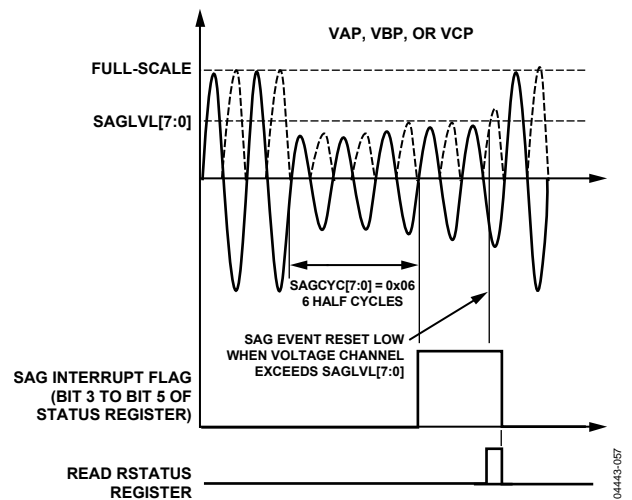 VAP, VBP, OR VCP
FULL-SCALE
SAGLVL[7:0]
SAGCYC[7:0] = 0x06
6 HALF CYCLES
SAG EVENT RESET LOW
WHEN VOLTAGE CHANNEL
EXCEEDS SAGLVL[7:0]
SAG INTERRUPT FLAG
(BIT 3 TO BIT 5 OF
STATUS REGISTER)
READ RSTATUS
REGISTER
04443-057